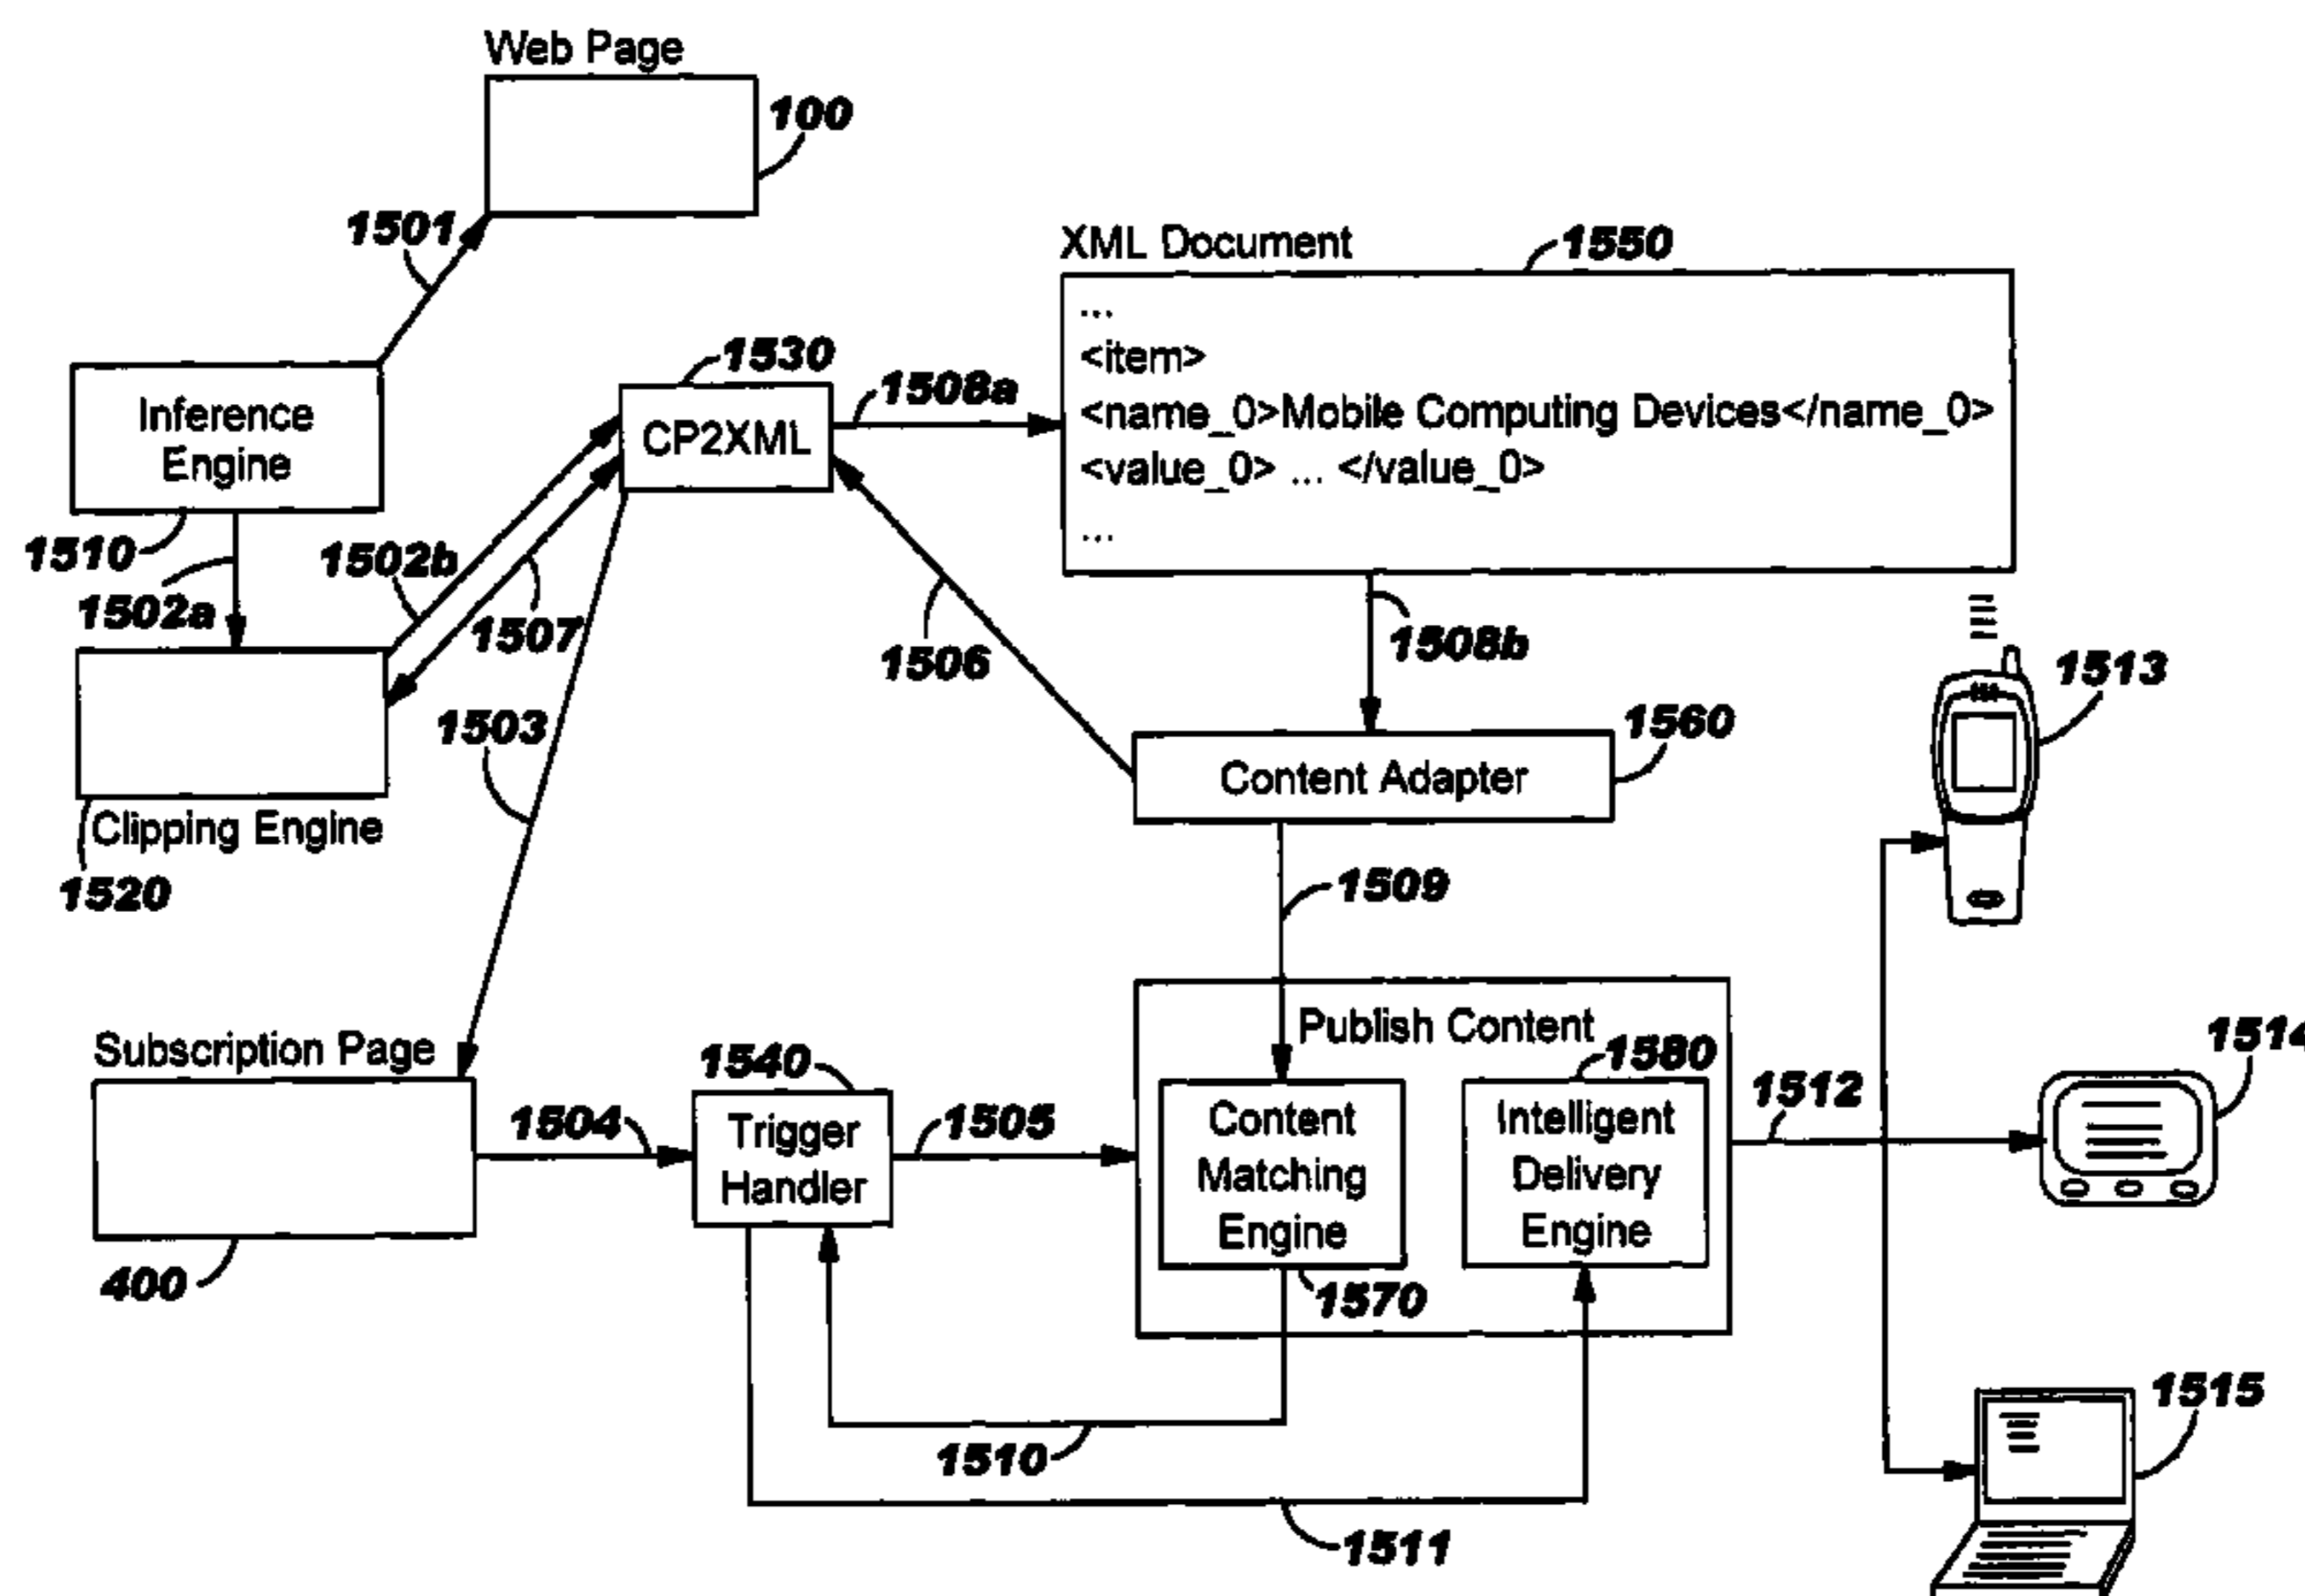 Web Page
100
1501
XML Document
1550
...
<item>
<name_0>Mobile Computing Devices</name_0>
<value_0> ... </value_0>
...
1530
CP2XML
1508a
Inference
Engine
1510
1502a
1502b
1507
1506
1508b
1503
Clipping Engine
1520
1560
Content Adapter
1513
1509
Subscription Page
400
1504
1540
Trigger
Handler
1505
Publish Content
1580
Content
Matching
Engine
1570
Intelligent
Delivery
Engine
1512
1514
1510
1511
1515